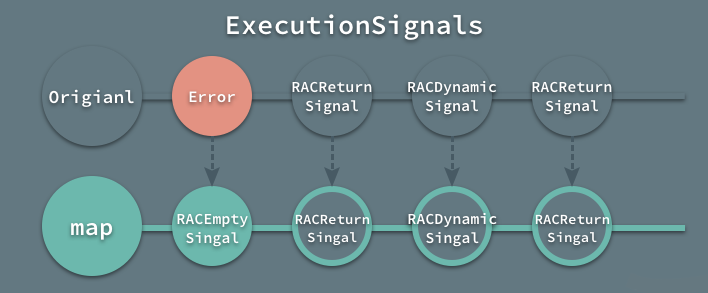 ExecutionSignals
Origianl
Error
RACReturn
Signal
RACDynamic
Signal
RACReturn
Signal
map
RACEmpty
Singal
RACReturn
Singal
RACDynamic
Singal
RACReturn
Singal